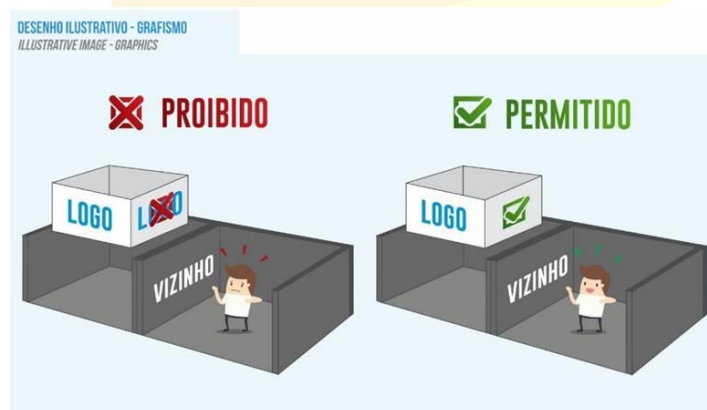 DESENHO ILUSTRATIVO - GRAFISMO
ILLUSTRATIVE IMAGE - GRAPHICS
PROIBIDO
PERMITIDO
LOGO
LOGO
VIZINHO
LOGO
VIZINHO